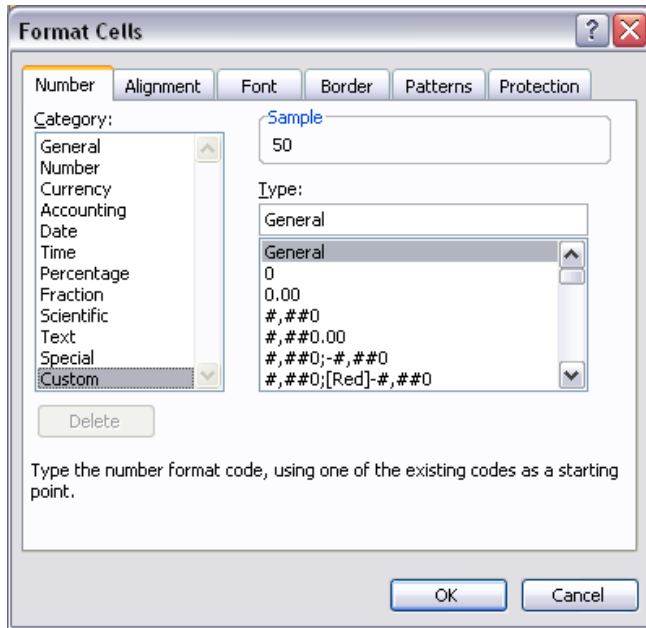 Format Cells
Number
Alignment
Font
Border
Patterns
Protection
Category:
General
Number
Currency
Accounting
Date
Time
Percentage
Fraction
Scientific
Text
Special
Custom
Delete
Sample
50
Type:
General
General
0
0.00
#,##0
#,##0.00
#,##0;-#,##0
#,##0;[Red]-#,##0
Type the number format code, using one of the existing codes as a starting
point.
OK
Cancel